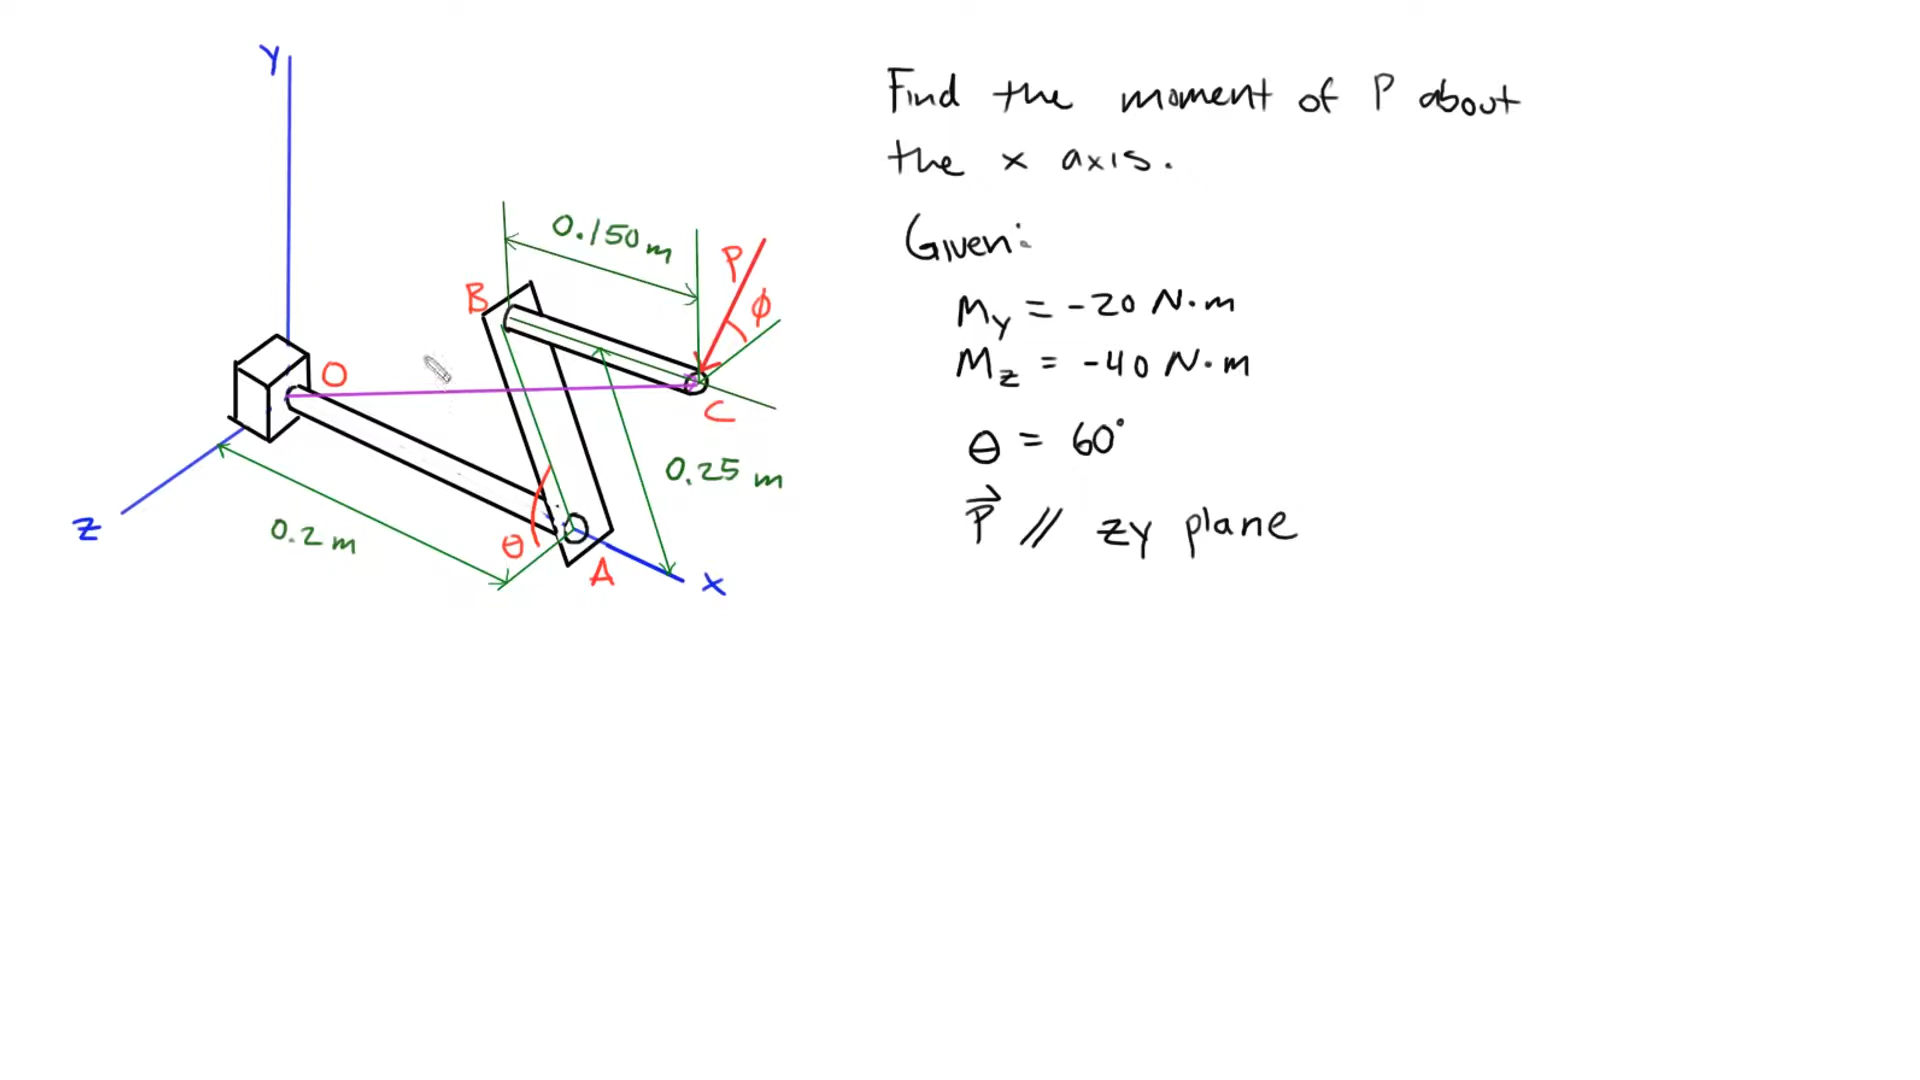 Y
Find the moment of P about
the x axis.
0.150 m
P
ϕ
Given:
B
My = -20 N·m
O
Mz = -40 N·m
C
θ = 60°
0.25 m
P⃗ // zy plane
z
0.2 m
θ
A
x